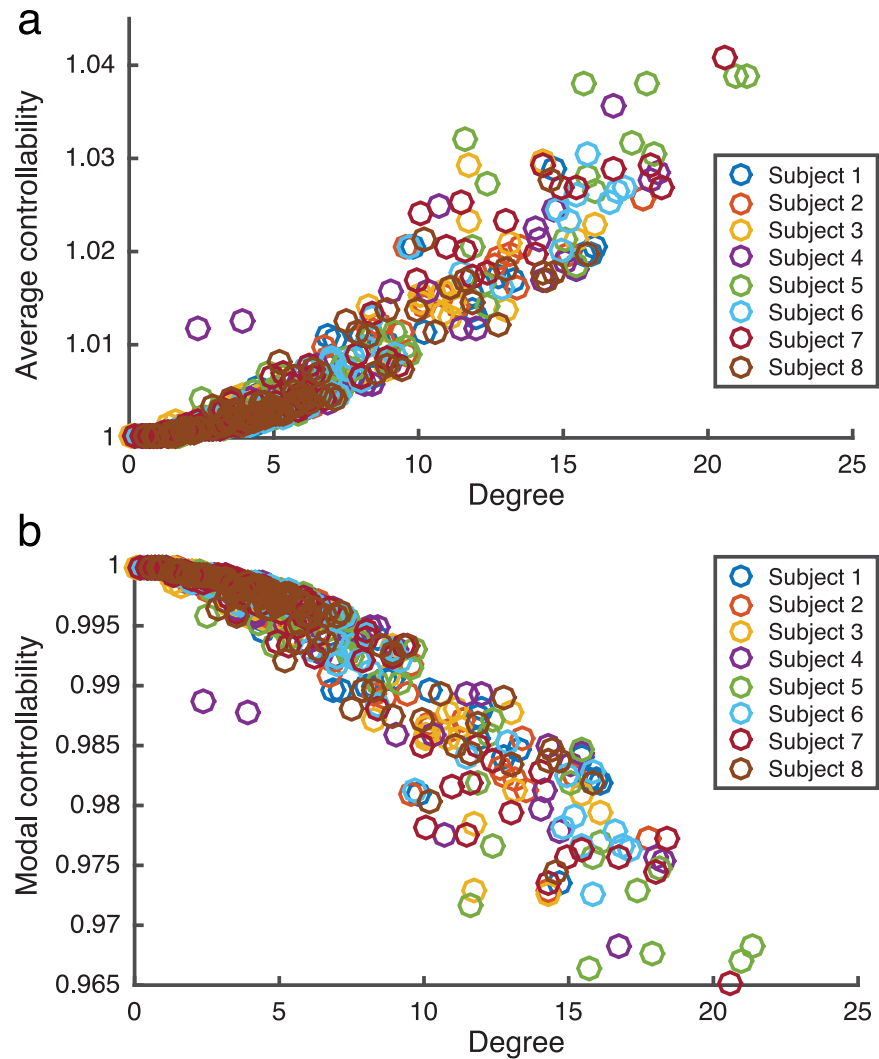 a
Average controllability
1.04
1.03
1.02
1.01
1
0 5 10 15 20 25
Degree
Subject 1
Subject 2
Subject 3
Subject 4
Subject 5
Subject 6
Subject 7
Subject 8
b
Modal controllability
1
0.995
0.99
0.985
0.98
0.975
0.97
0.965
0 5 10 15 20 25
Degree
Subject 1
Subject 2
Subject 3
Subject 4
Subject 5
Subject 6
Subject 7
Subject 8